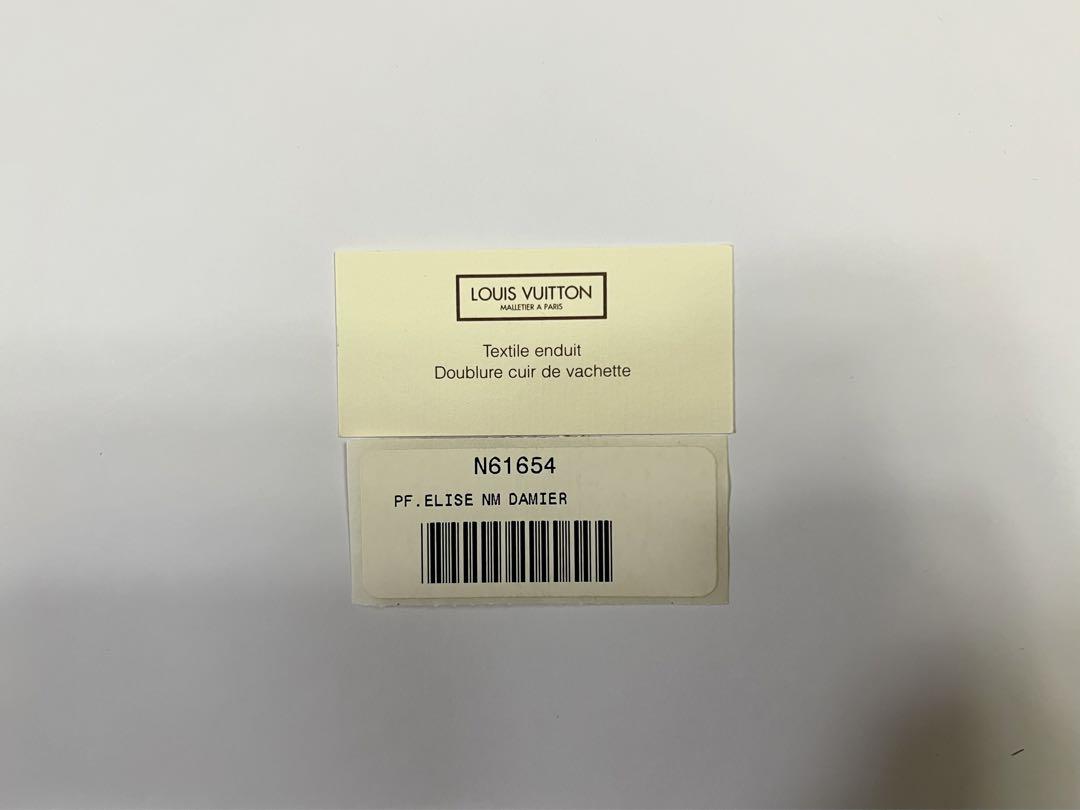 LOUIS VUITTON
MALLETIER A PARIS
Textile enduit
Doublure cuir de vachette
N61654
PF.ELISE NM DAMIER